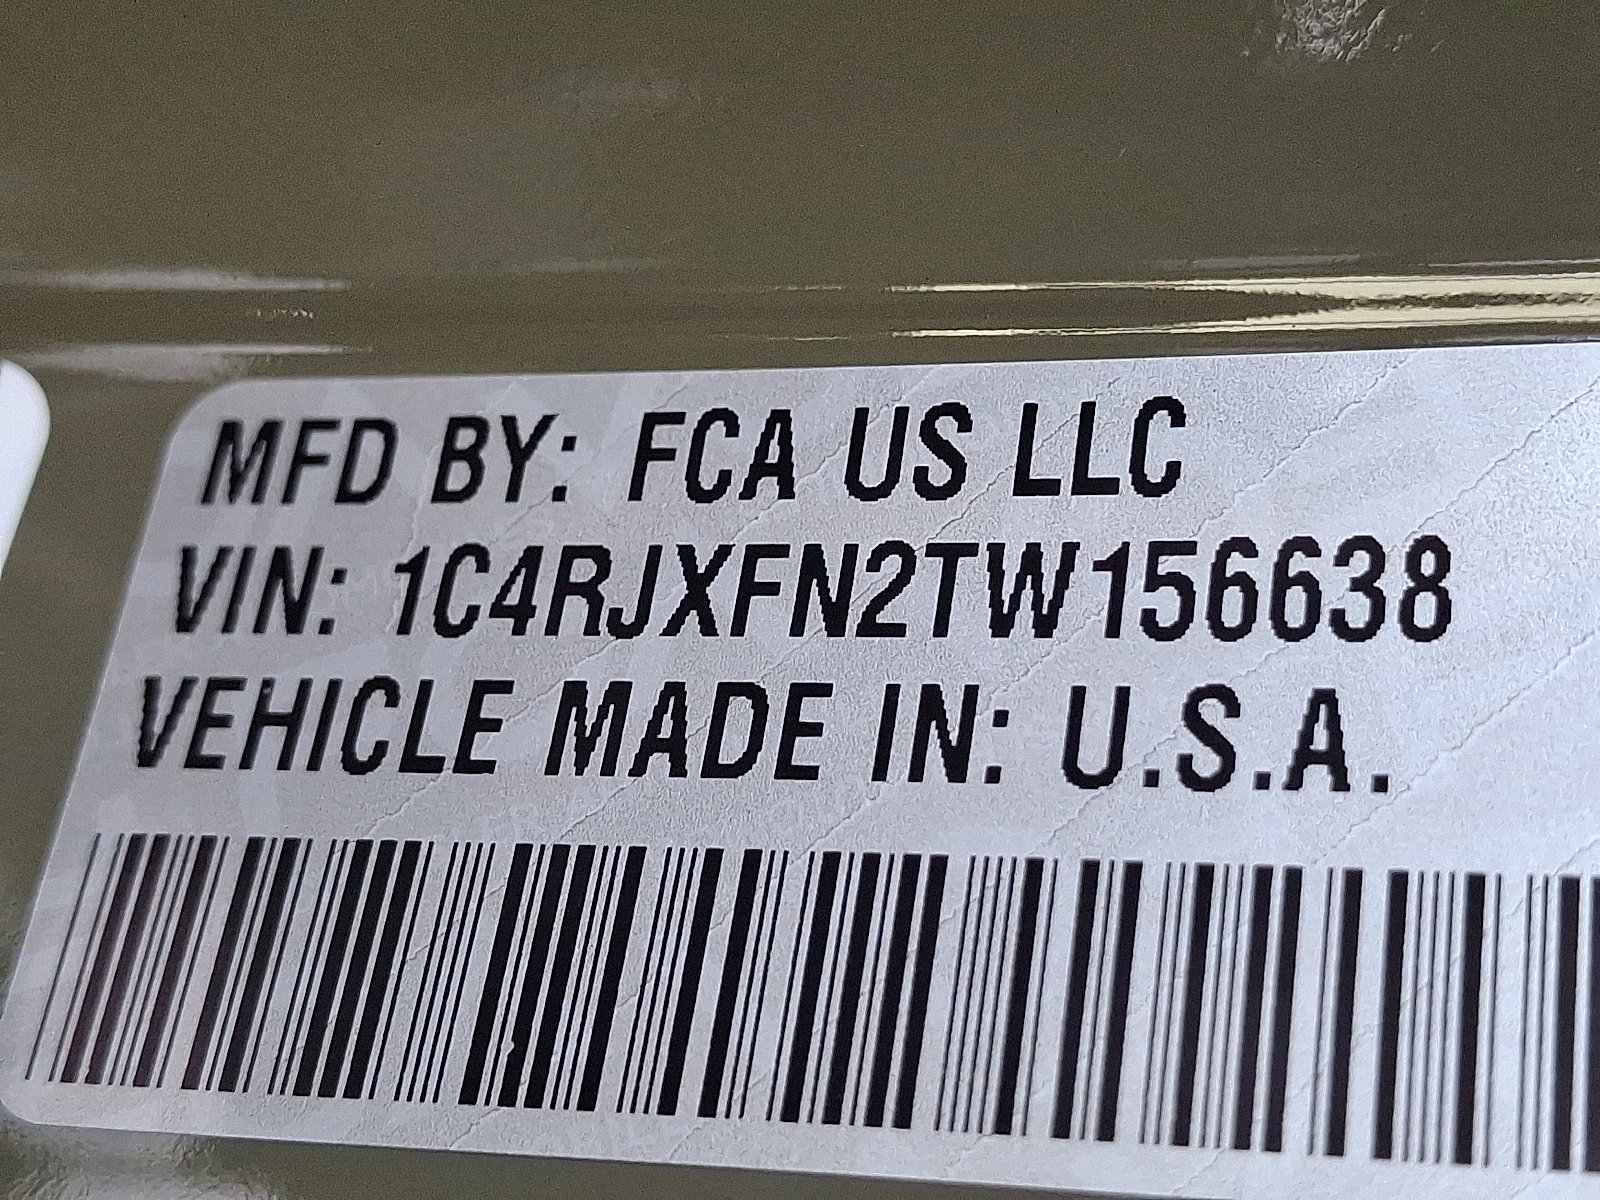 MFD BY: FCA US LLC
VIN: 1C4RJXFN2TW156638
VEHICLE MADE IN: U.S.A.